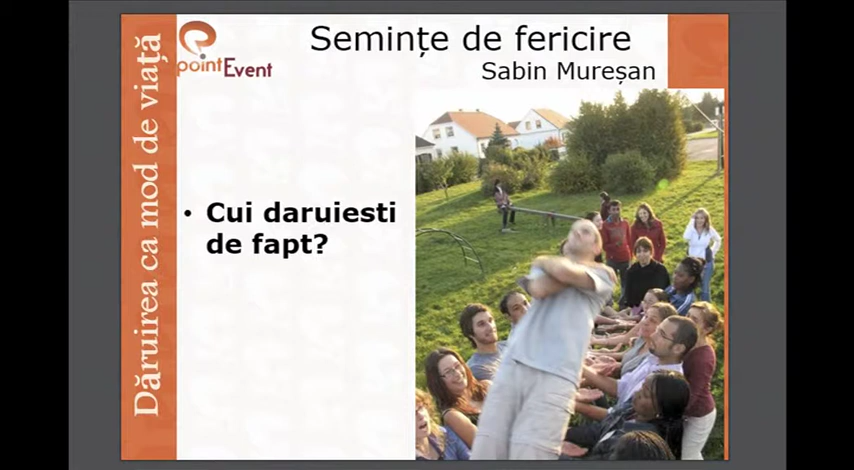 Semințe de fericire
Sabin Mureșan
pointEvent
Dăruirea ca mod de viață
• Cui daruiesti
de fapt?